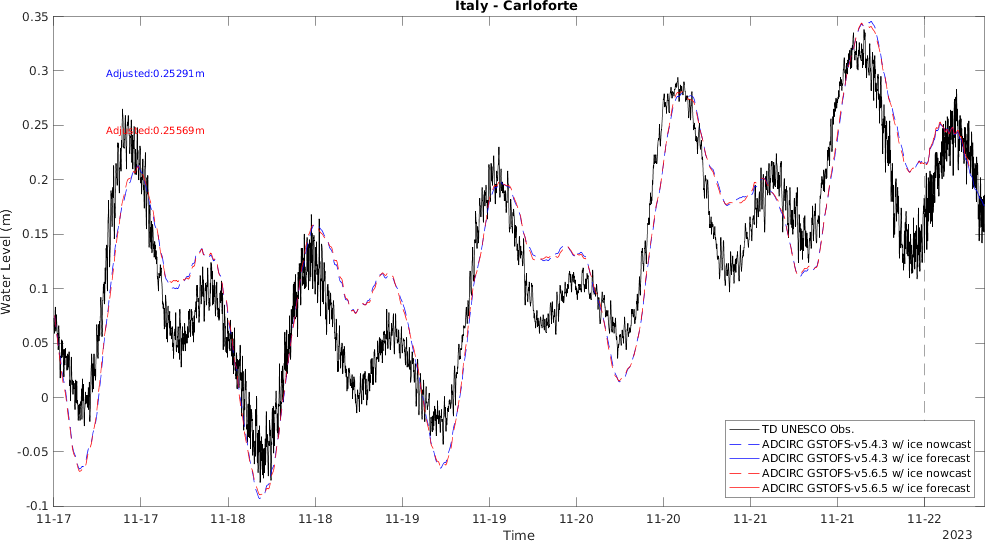 Italy - Carloforte
0.35
0.3
0.25
0.2
0.15
0.1
0.05
0
-0.05
-0.1
Water Level (m)
Adjusted:0.25291m
Adjusted:0.25569m
TD UNESCO Obs.
ADCIRC GSTOFS-v5.4.3 w/ ice nowcast
ADCIRC GSTOFS-v5.4.3 w/ ice forecast
ADCIRC GSTOFS-v5.6.5 w/ ice nowcast
ADCIRC GSTOFS-v5.6.5 w/ ice forecast
11-17 11-17 11-18 11-18 11-19 11-19 11-20 11-20 11-21 11-21 11-22
Time
2023